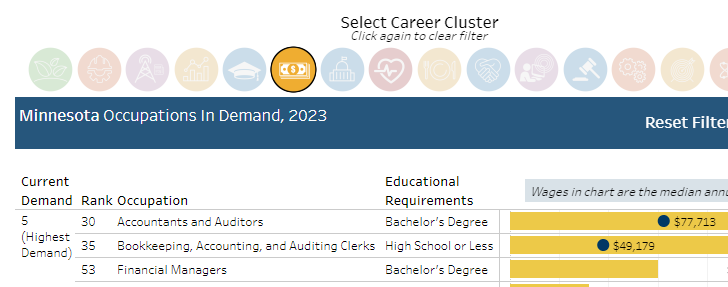 Select Career Cluster
Click again to clear filter
Minnesota Occupations In Demand, 2023
Reset
Current Demand Rank Occupation Educational Requirements
Wages in chart are the median
5 (Highest Demand)
30 Accountants and Auditors Bachelor's Degree $77,713
35 Bookkeeping, Accounting, and Auditing Clerks High School or Less $49,179
53 Financial Managers Bachelor's Degree